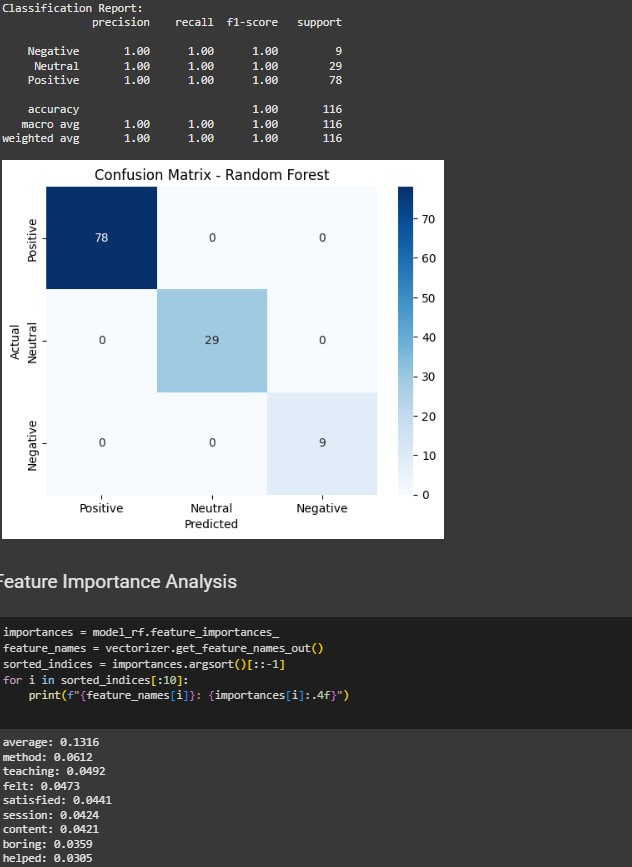 Classification Report:
precision recall f1-score support
Negative 1.00 1.00 1.00 9
Neutral 1.00 1.00 1.00 29
Positive 1.00 1.00 1.00 78
accuracy 1.00 116
macro avg 1.00 1.00 1.00 116
weighted avg 1.00 1.00 1.00 116
Confusion Matrix - Random Forest
Positive 78 0 0
Neutral 0 29 0
Negative 0 0 9
Actual
Positive Neutral Negative
Predicted
70
60
50
40
30
20
10
0
Feature Importance Analysis
importances = model_rf.feature_importances_
feature_names = vectorizer.get_feature_names_out()
sorted_indices = importances.argsort()[::-1]
for i in sorted_indices[:10]:
    print(f"{feature_names[i]}: {importances[i]:.4f}")
average: 0.1316
method: 0.0612
teaching: 0.0492
felt: 0.0473
satisfied: 0.0441
session: 0.0424
content: 0.0421
boring: 0.0359
helped: 0.0305